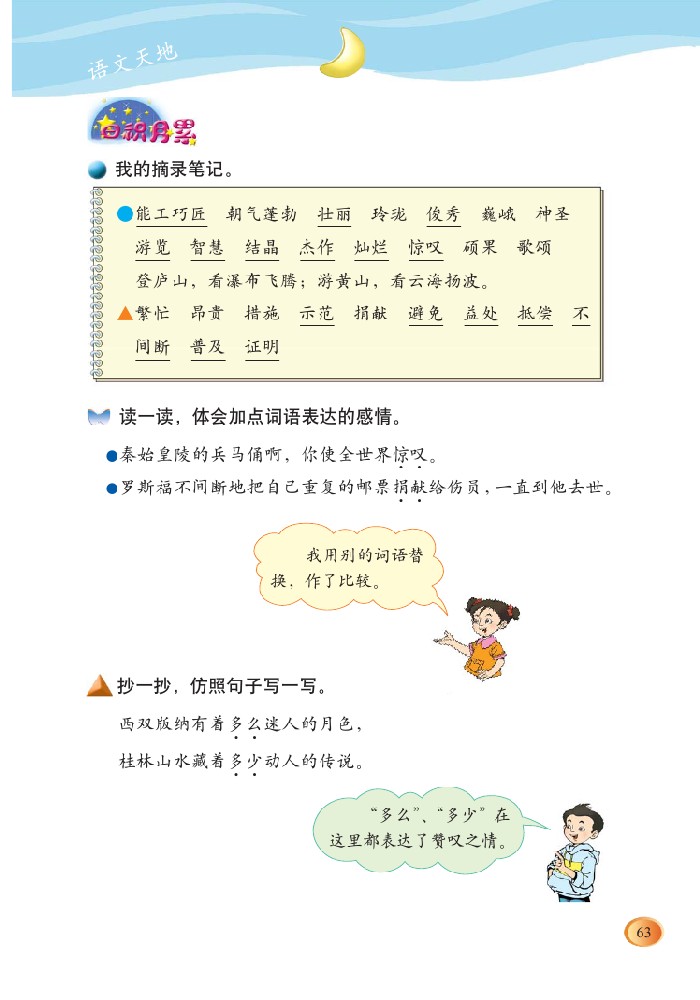 语文天地
日积月累
我的摘录笔记。
能工巧匠 朝气蓬勃 壮丽 玲珑 俊秀 巍峨 神圣
游览 智慧 结晶 杰作 灿烂 惊叹 硕果 歌颂
登庐山，看瀑布飞腾；游黄山，看云海扬波。
繁忙 昂贵 措施 示范 捐献 避免 益处 抵偿 不
间断 普及 证明
读一读，体会加点词语表达的感情。
秦始皇陵的兵马俑啊，你使全世界惊叹。
罗斯福不间断地把自己重复的邮票捐献给伤员，一直到他去世。
我用别的词语替
换，作了比较。
抄一抄，仿照句子写一写。
西双版纳有着多么迷人的月色，
桂林山水藏着多少动人的传说。
“多么”、“多少”在
这里都表达了赞叹之情。
63